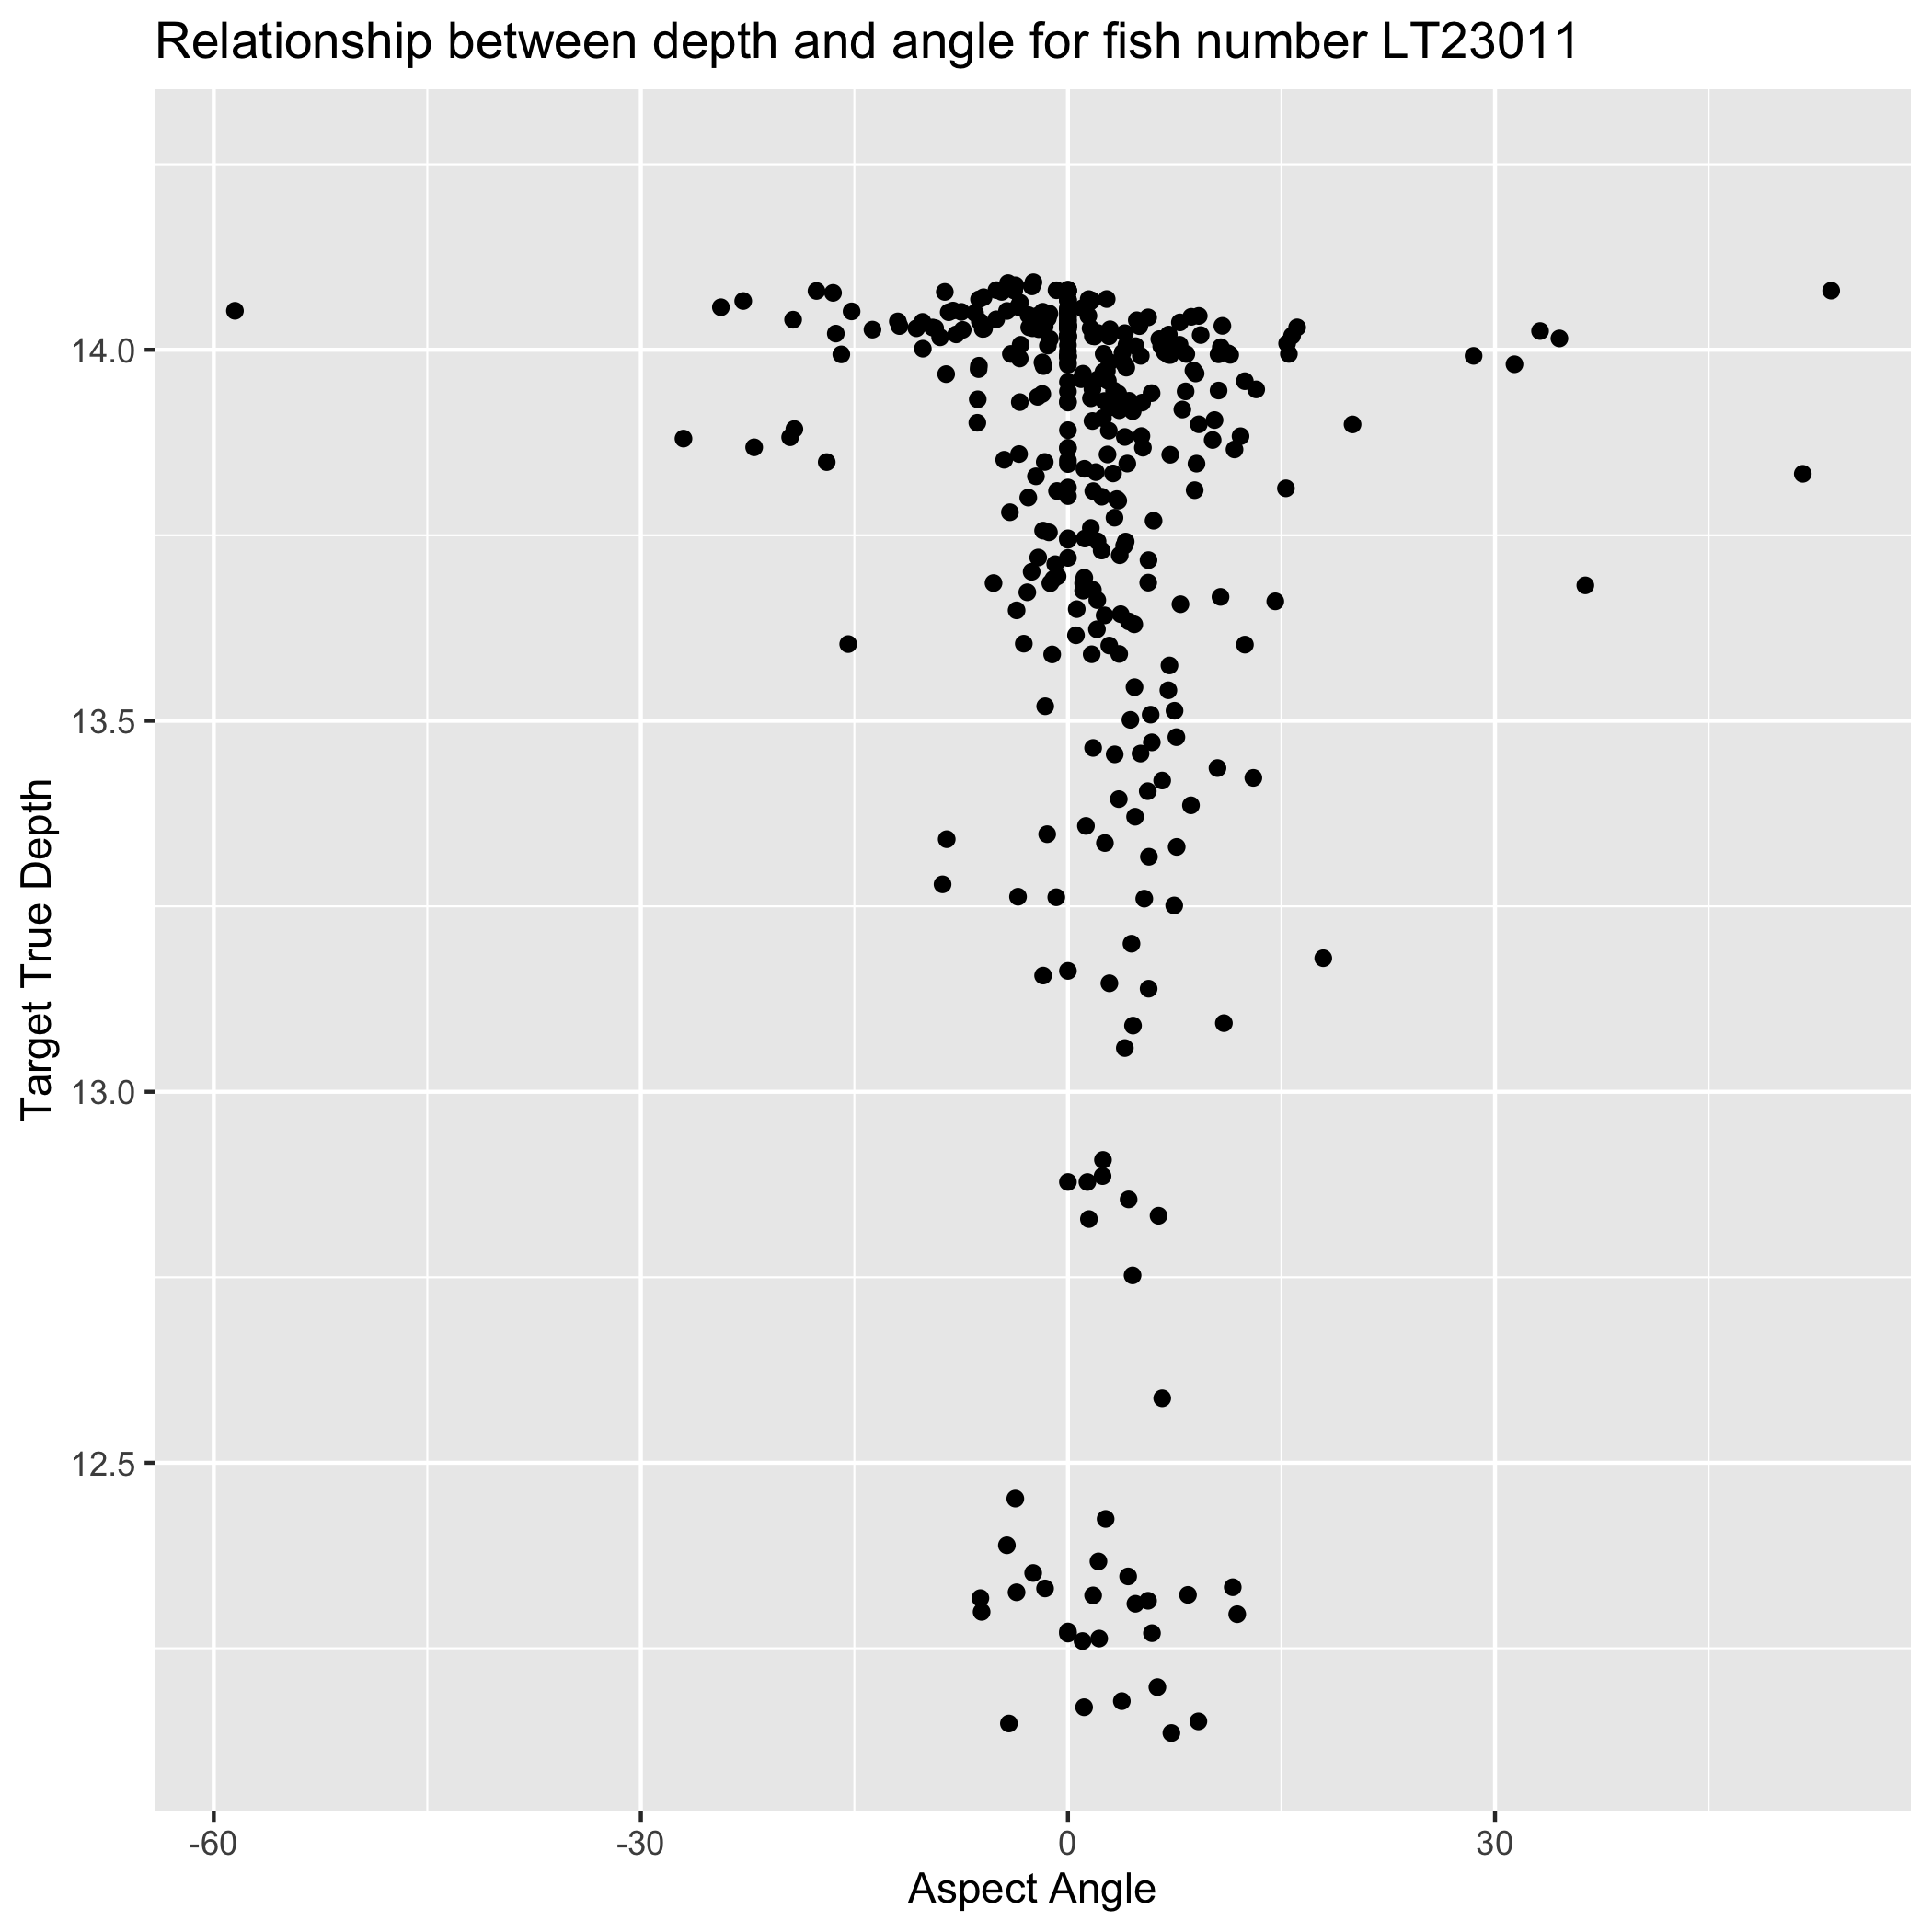 Relationship between depth and angle for fish number LT23011
Target True Depth
14.0
13.5
13.0
12.5
-60
-30
0
30
Aspect Angle